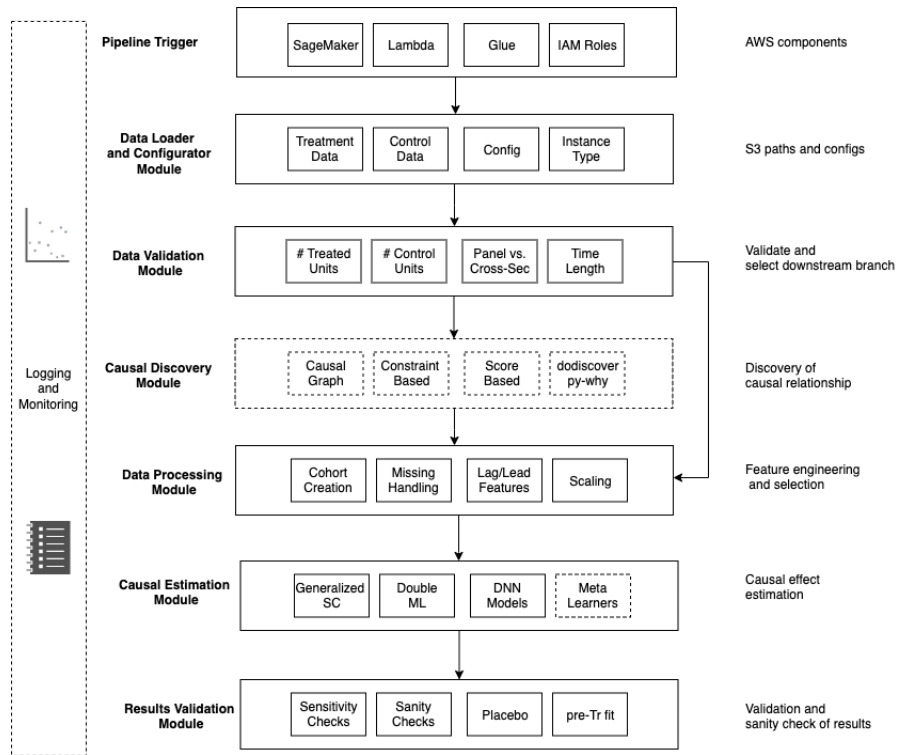 Pipeline Trigger
SageMaker
Lambda
Glue
IAM Roles
AWS components
Data Loader
and Configurator
Module
Treatment
Data
Control
Data
Config
Instance
Type
S3 paths and configs
Data Validation
Module
# Treated
Units
# Control
Units
Panel vs.
Cross-Sec
Time
Length
Validate and
select downstream branch
Logging
and
Monitoring
Causal Discovery
Module
Causal
Graph
Constraint
Based
Score
Based
dodiscover
py-why
Discovery of
causal relationship
Data Processing
Module
Cohort
Creation
Missing
Handling
Lag/Lead
Features
Scaling
Feature engineering
and selection
Causal Estimation
Module
Generalized
SC
Double
ML
DNN
Models
Meta
Learners
Causal effect
estimation
Results Validation
Module
Sensitivity
Checks
Sanity
Checks
Placebo
pre-Tr fit
Validation and
sanity check of results